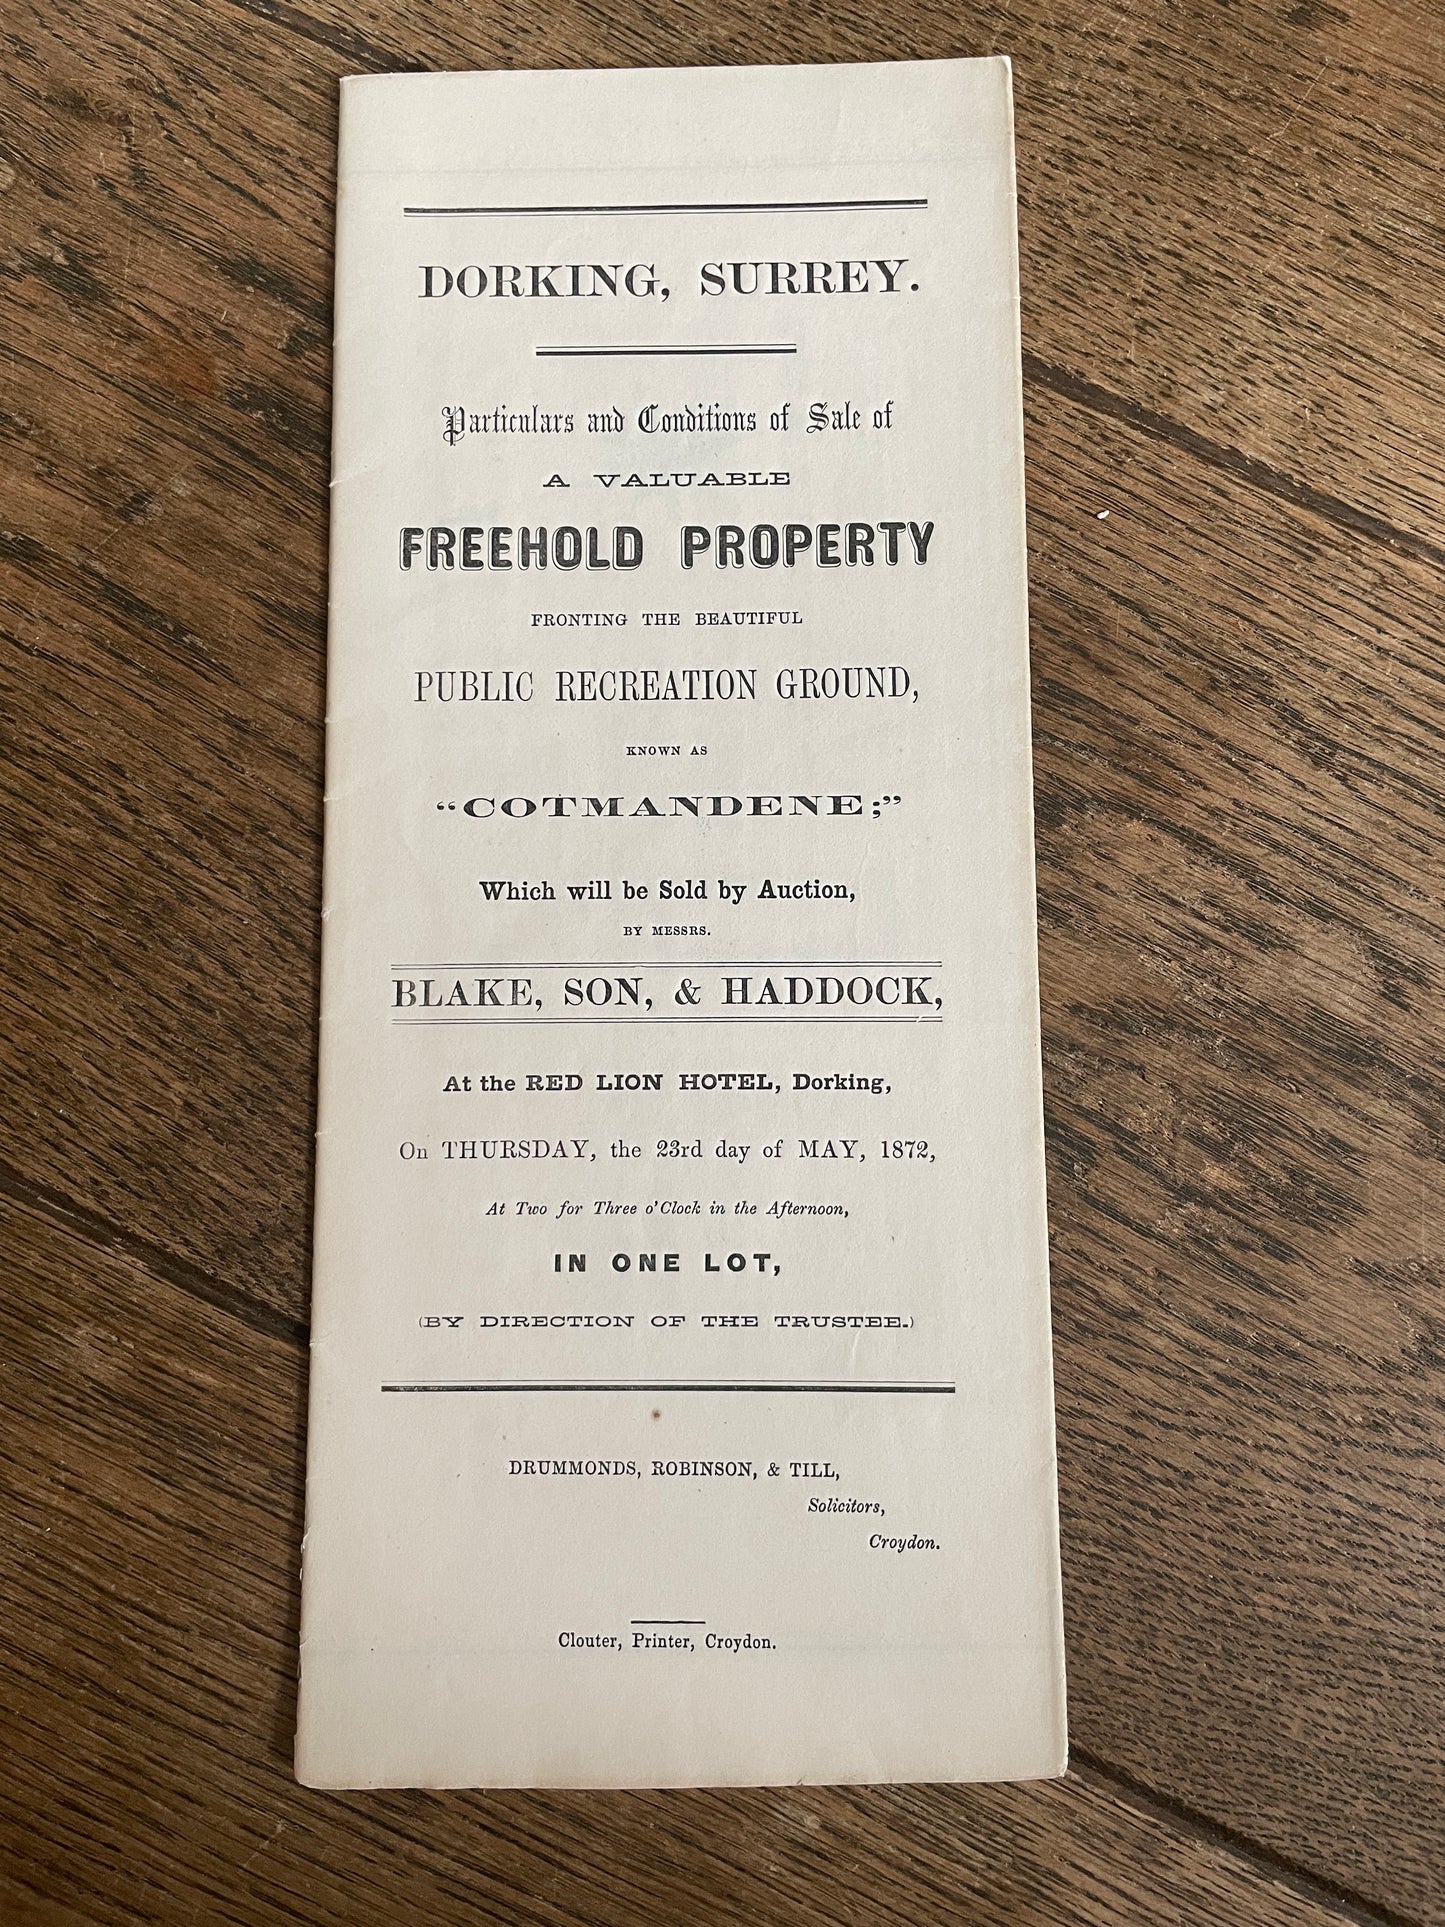 DORKING, SURREY.
Particulars and Conditions of Sale of
A VALUABLE
FREEHOLD PROPERTY
FRONTING THE BEAUTIFUL
PUBLIC RECREATION GROUND,
KNOWN AS
“COTMANDENE;”
Which will be Sold by Auction,
BY MESSRS.
BLAKE, SON, & HADDOCK,
At the RED LION HOTEL, Dorking,
On THURSDAY, the 23rd day of MAY, 1872,
At Two for Three o'Clock in the Afternoon,
IN ONE LOT,
(BY DIRECTION OF THE TRUSTEE.)
DRUMMONDS, ROBINSON, & TILL,
Solicitors,
Croydon.
Clouter, Printer, Croydon.